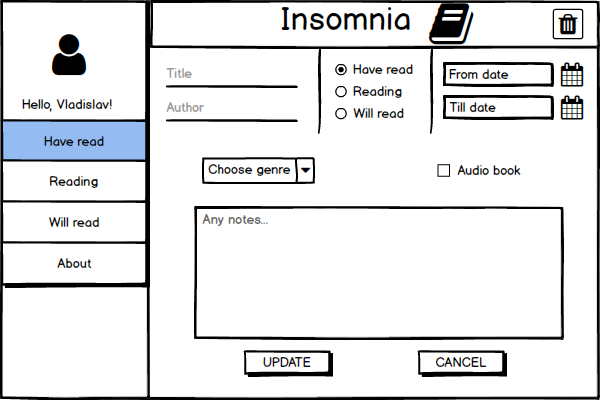 Insomnia
Hello, Vladislav!
Have read
Reading
Will read
About
Title
Author
Have read
Reading
Will read
From date
Till date
Choose genre
Audio book
Any notes...
UPDATE
CANCEL